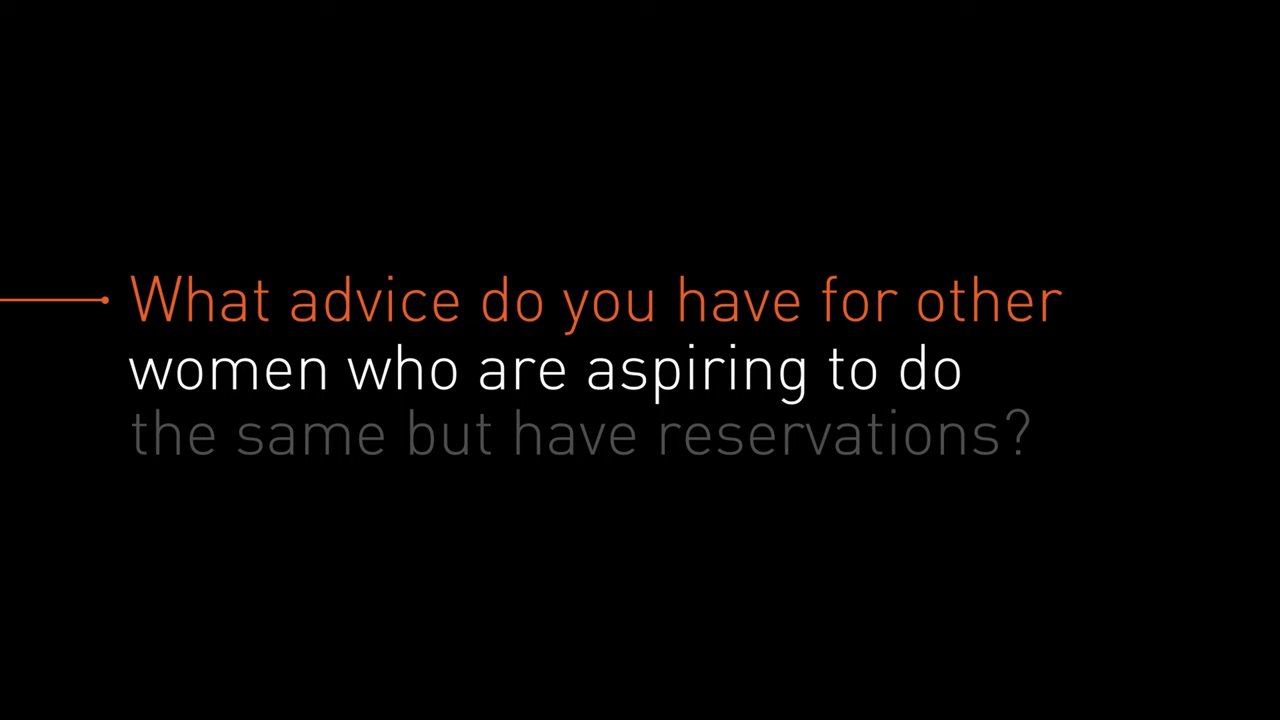 What advice do you have for other
women who are aspiring to do
the same but have reservations?